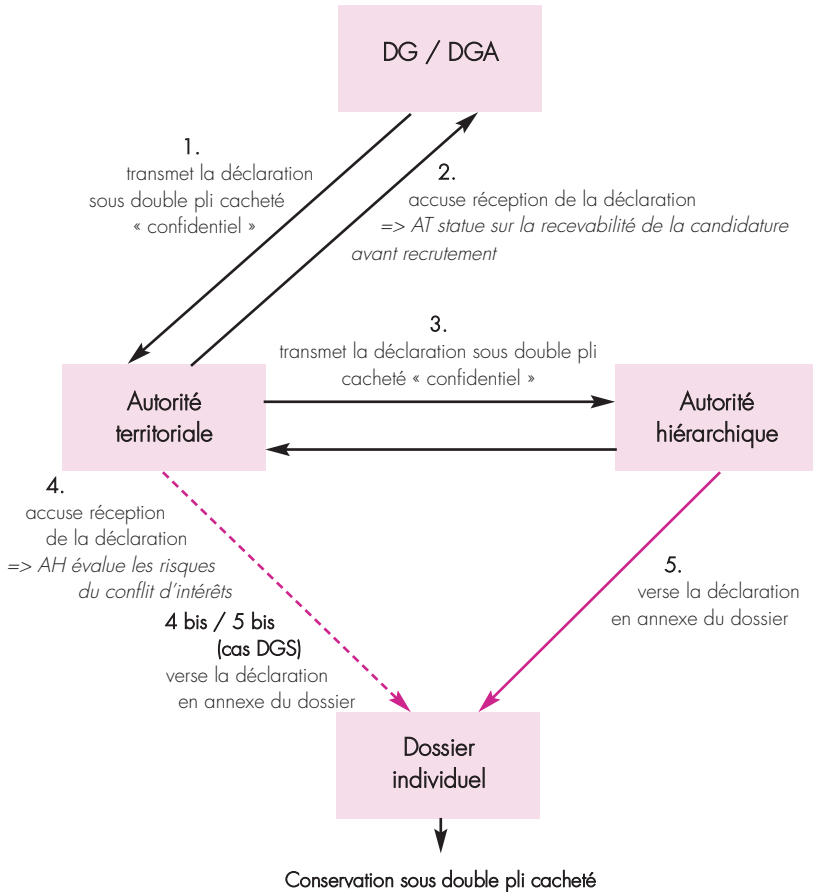 DG / DGA
1.
transmet la déclaration
sous double pli cacheté
« confidentiel »
2.
accuse réception de la déclaration
=> AT statue sur la recevabilité de la candidature
avant recrutement
3.
transmet la déclaration sous double pli
cacheté « confidentiel »
Autorité
territoriale
Autorité
hiérarchique
4.
accuse réception
de la déclaration
=> AH évalue les risques
du conflit d’intérêts
4 bis / 5 bis
(cas DGS)
verse la déclaration
en annexe du dossier
5.
verse la déclaration
en annexe du dossier
Dossier
individuel
Conservation sous double pli cacheté